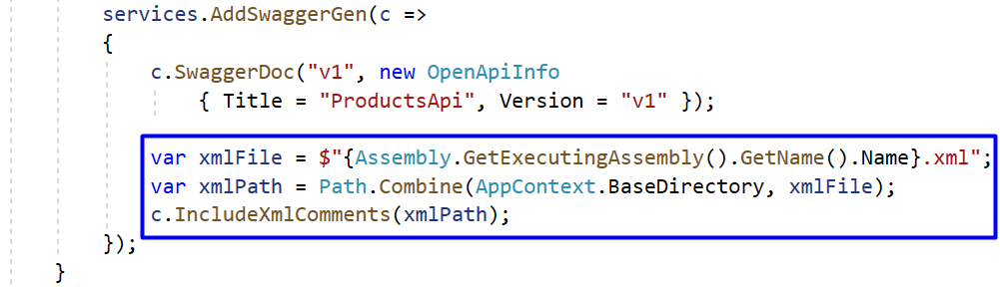 services.AddSwaggerGen(c =>
{
c.SwaggerDoc("v1", new OpenApiInfo
{ Title = "ProductsApi", Version = "v1" });
var xmlFile = $"{Assembly.GetExecutingAssembly().GetName().Name}.xml";
var xmlPath = Path.Combine(AppContext.BaseDirectory, xmlFile);
c.IncludeXmlComments(xmlPath);
});
}